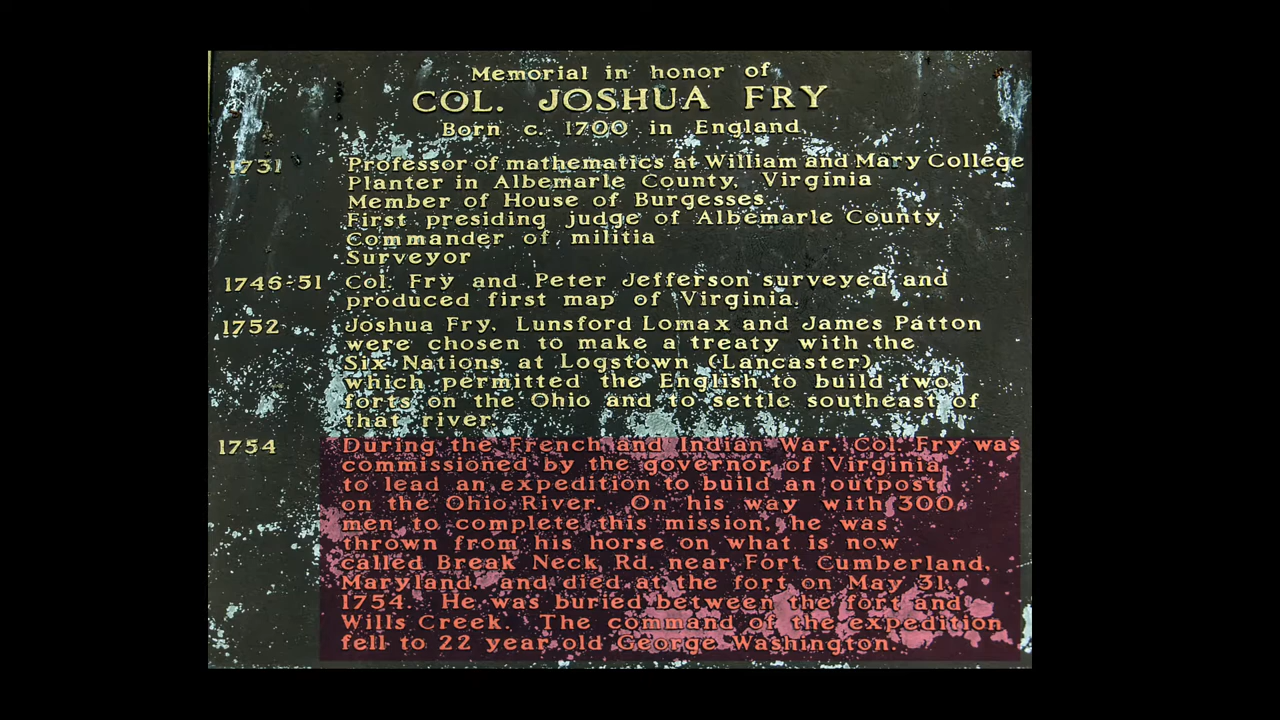 Memorial in honor of
COL. JOSHUA FRY
Born c. 1700 in England
1731 Professor of mathematics at William and Mary College
Planter in Albemarle County, Virginia
Member of House of Burgesses
First presiding judge of Albemarle County
Commander of militia
Surveyor
1746-51 Col. Fry and Peter Jefferson surveyed and
produced first map of Virginia.
1752 Joshua Fry, Lunsford Lomax and James Patton
were chosen to make a treaty with the
Six Nations at Logstown (Lancaster)
which permitted the English to build two
forts on the Ohio and to settle southeast of
that river.
1754 During the French and Indian War, Col. Fry was
commissioned by the governor of Virginia
to lead an expedition to build an outpost
on the Ohio River. On his way with 300
men to complete this mission, he was
thrown from his horse on what is now
called Break Neck Rd. near Fort Cumberland,
Maryland, and died at the fort on May 31,
1754. He was buried between the fort and
Wills Creek. The command of the expedition
fell to 22 year old George Washington.